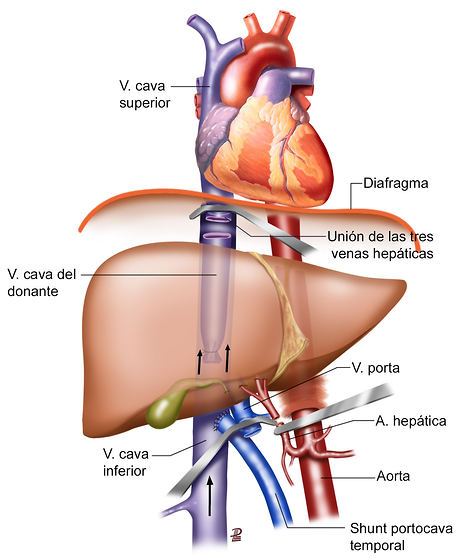 V. cava
superior
Diafragma
Unión de las tres
venas hepáticas
V. cava del
donante
V. porta
A. hepática
V. cava
inferior
Aorta
Shunt portocava
temporal